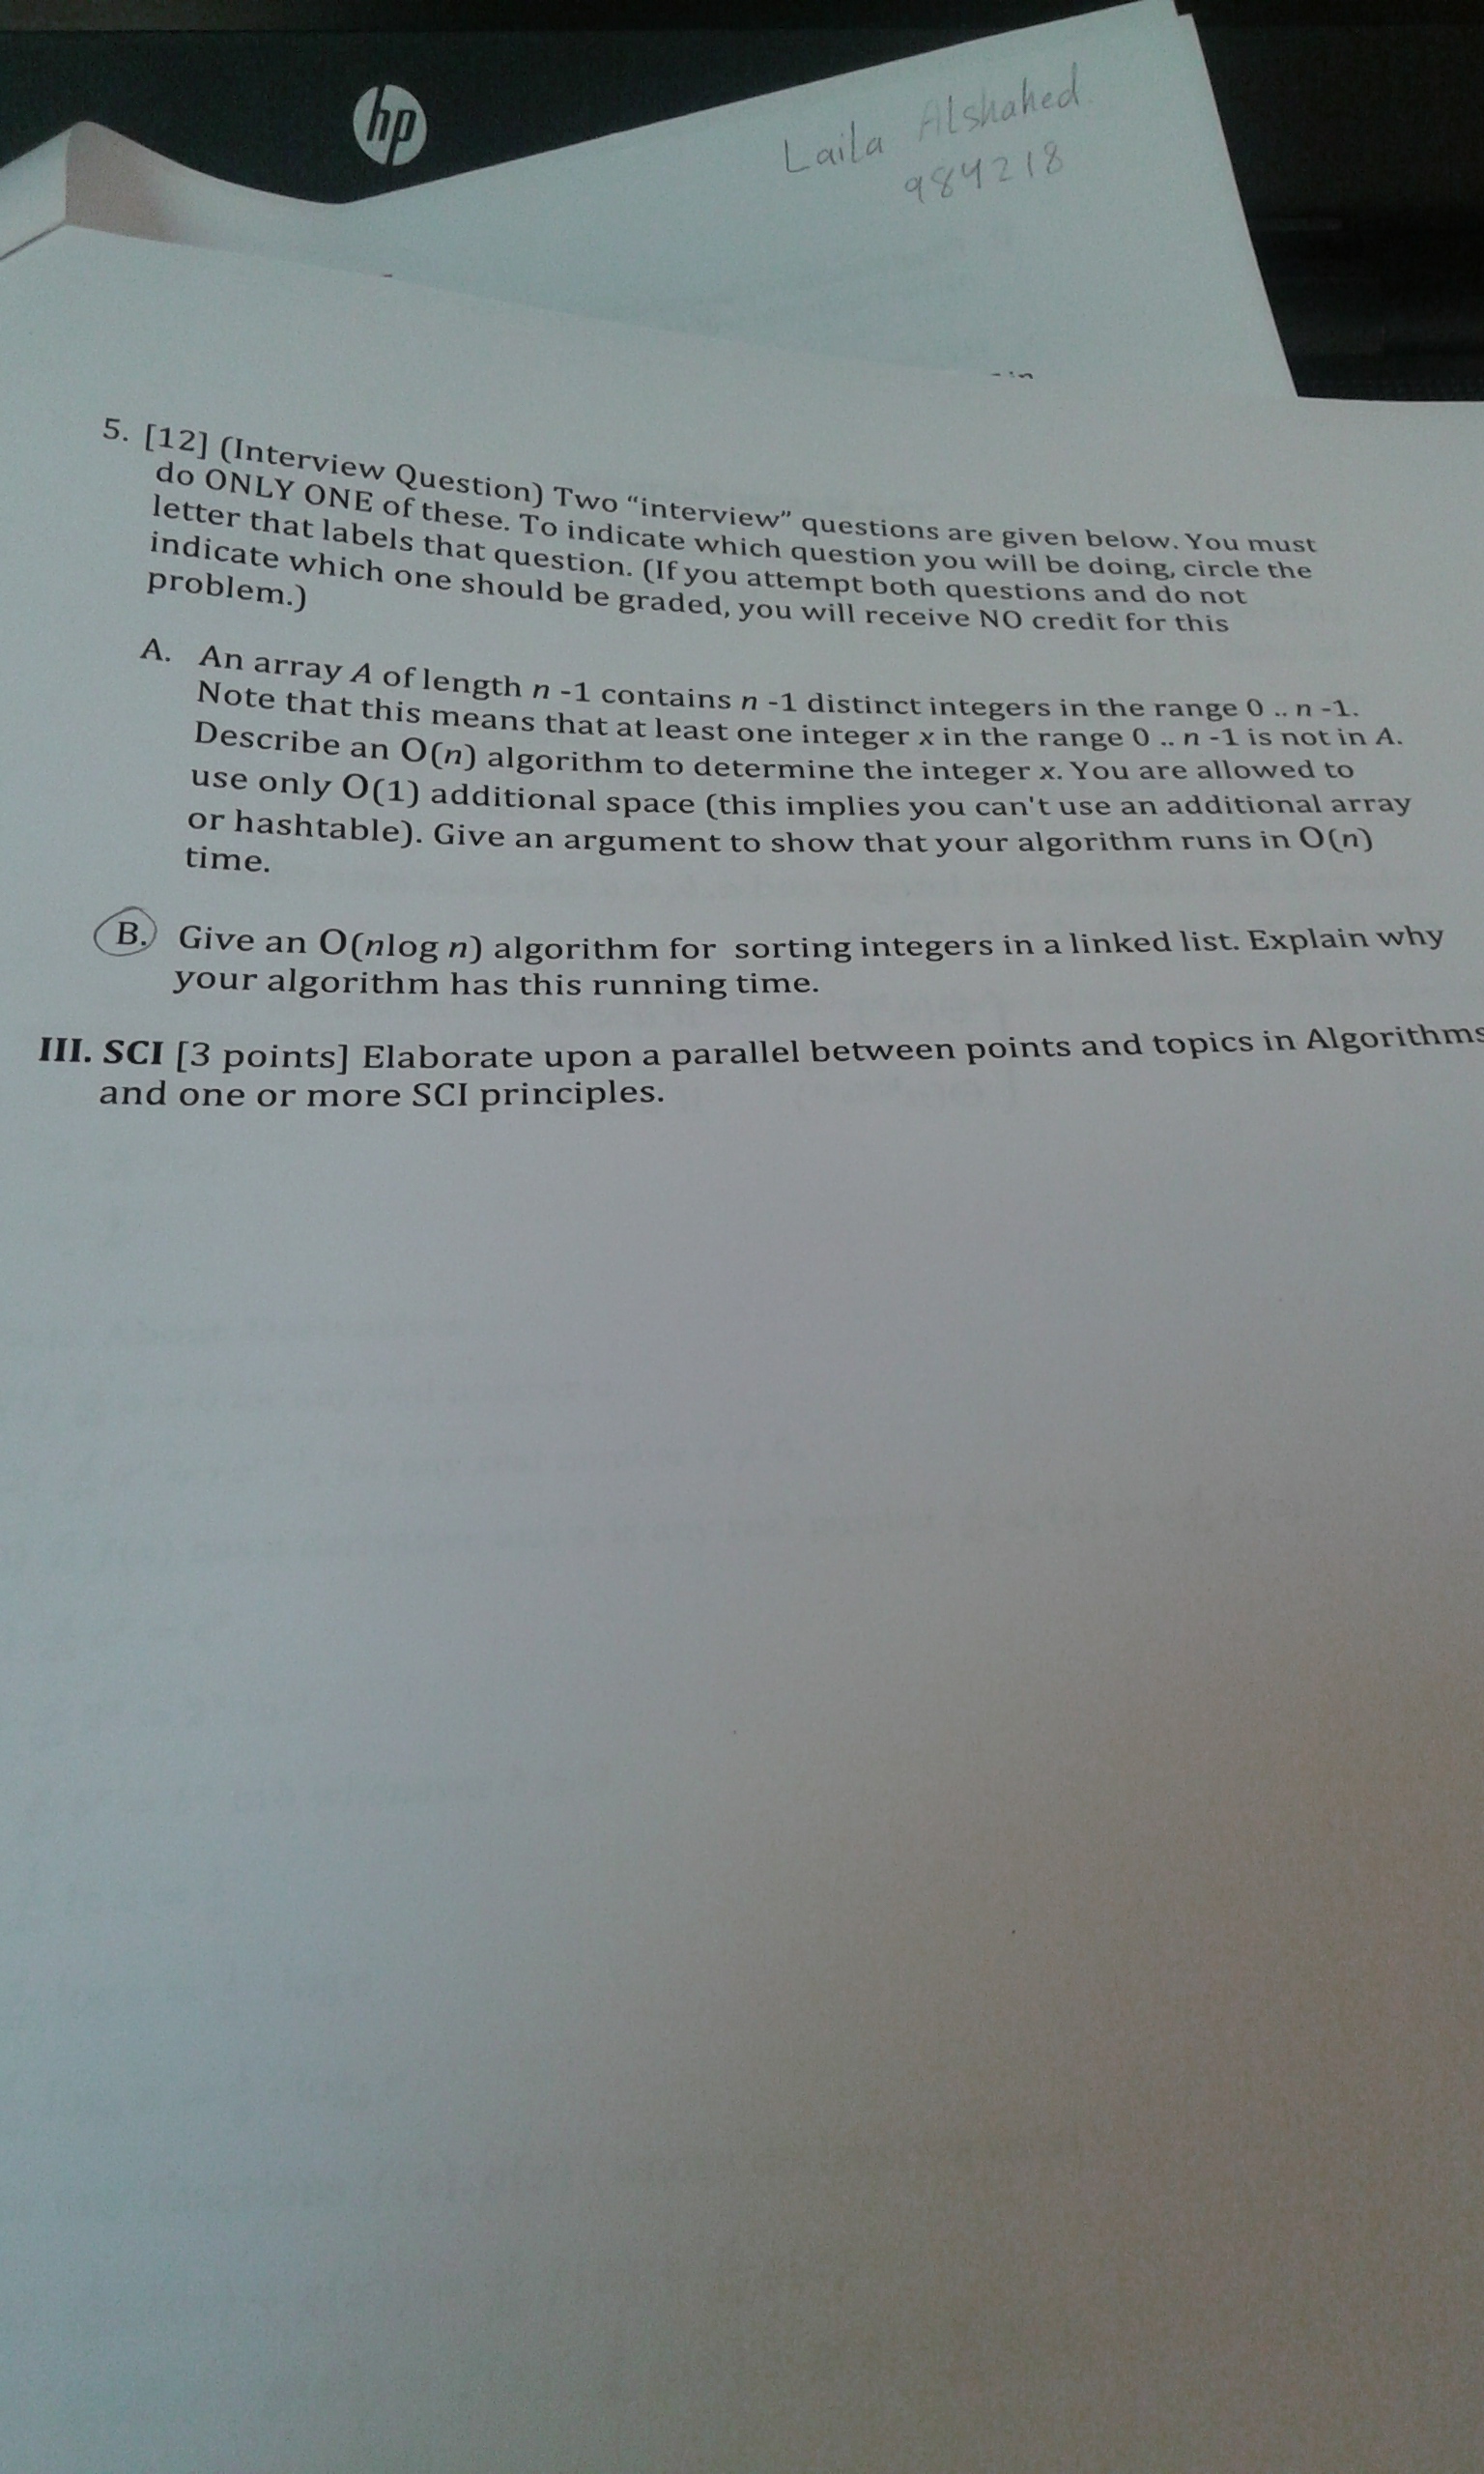 hp
Laila Alshahed
984218
5. [12] (Interview Question) Two “interview” questions are given below. You must
do ONLY ONE of these. To indicate which question you will be doing, circle the
letter that labels that question. (If you attempt both questions and do not
indicate which one should be graded, you will receive NO credit for this
problem.)
A. An array A of length n -1 contains n -1 distinct integers in the range 0 .. n -1.
Note that this means that at least one integer x in the range 0 .. n -1 is not in A.
Describe an O(n) algorithm to determine the integer x. You are allowed to
use only O(1) additional space (this implies you can't use an additional array
or hashtable). Give an argument to show that your algorithm runs in O(n)
time.
B. Give an O(nlog n) algorithm for sorting integers in a linked list. Explain why
your algorithm has this running time.
III. SCI [3 points] Elaborate upon a parallel between points and topics in Algorithms
and one or more SCI principles.